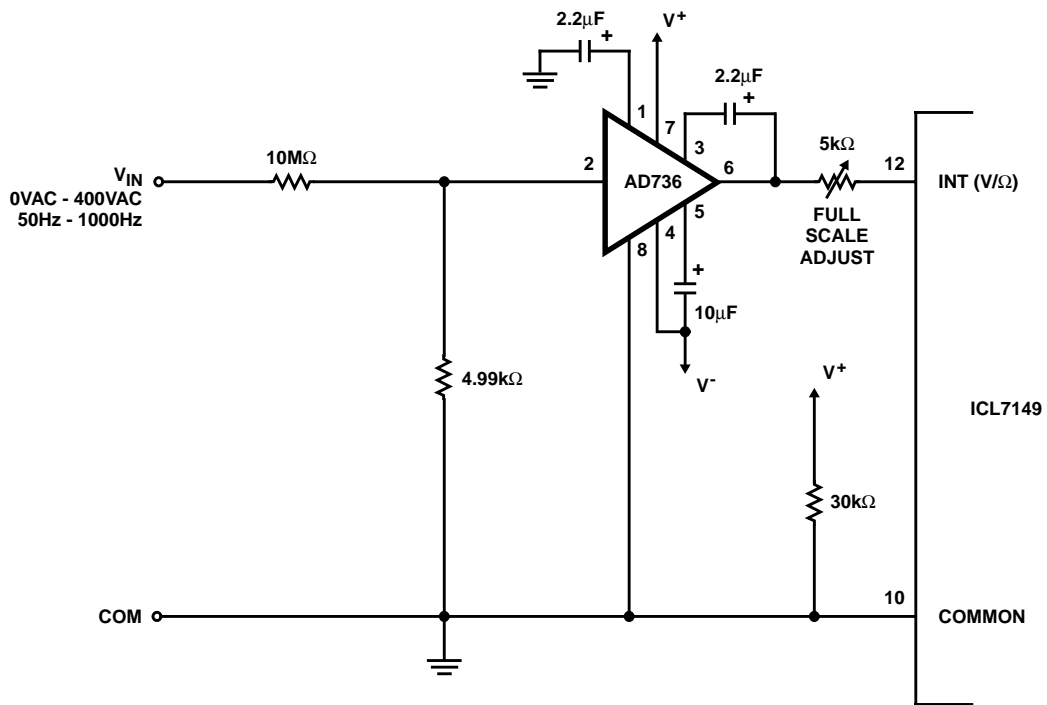 2.2μF
+
V+
2.2μF
+
1
7
3
5kΩ
12
10MΩ
VIN
0VAC - 400VAC
50Hz - 1000Hz
2
AD736
6
INT (V/Ω)
5
4
8
FULL
SCALE
ADJUST
+
10μF
V-
4.99kΩ
V+
ICL7149
30kΩ
10
COM
COMMON